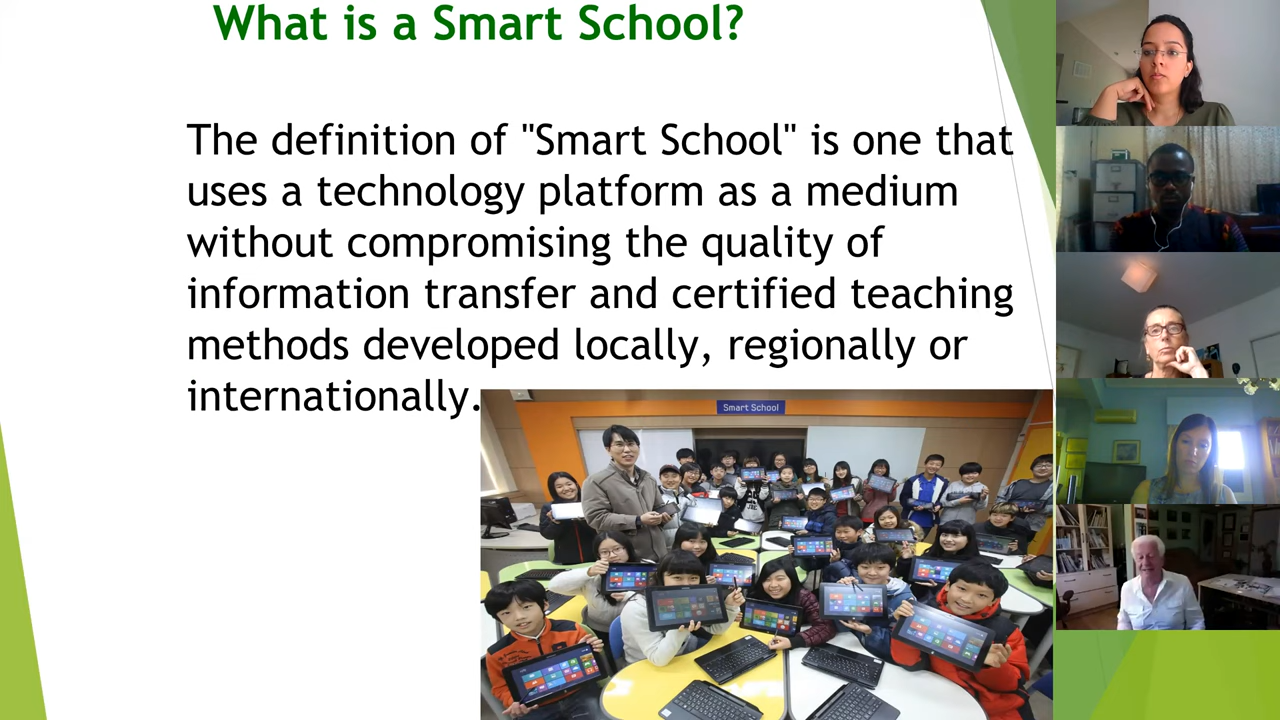 What is a Smart School?
The definition of "Smart School" is one that
uses a technology platform as a medium
without compromising the quality of
information transfer and certified teaching
methods developed locally, regionally or
internationally.
Smart School